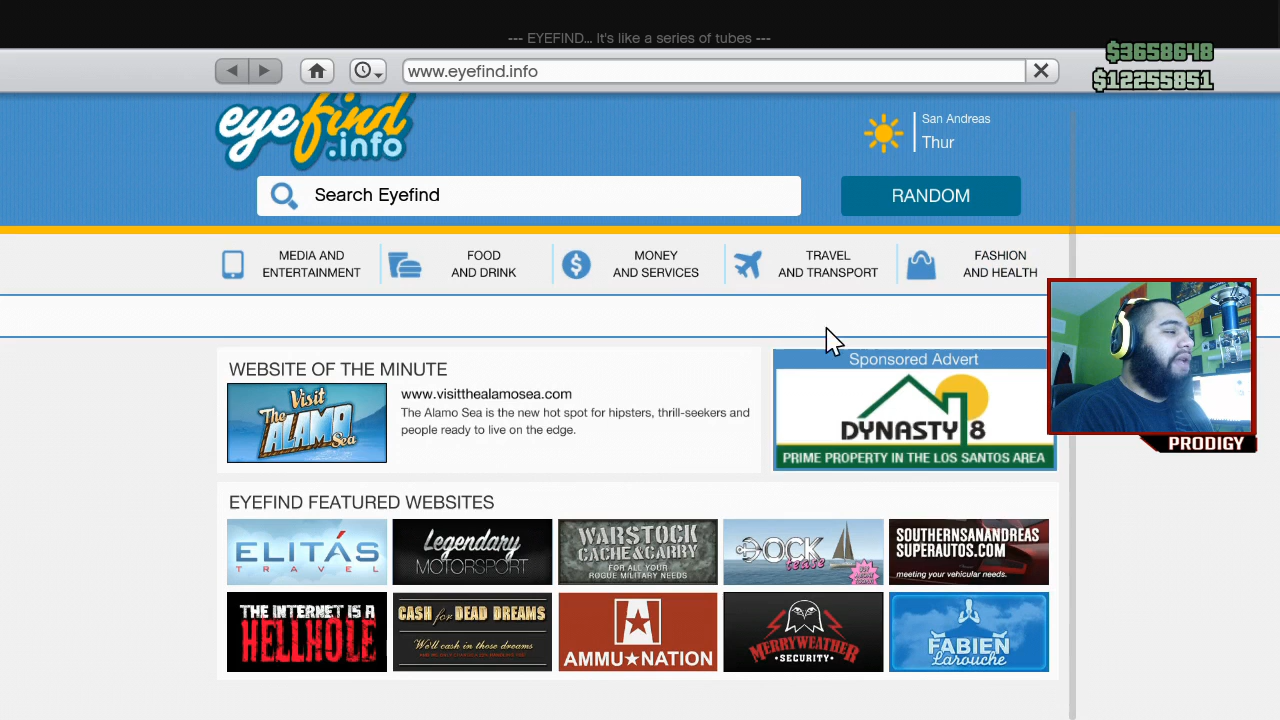 --- EYEFIND... It's like a series of tubes ---
$3658648
www.eyefind.info
$12255851
eyefind
.info
San Andreas
Thur
Search Eyefind
RANDOM
MEDIA AND
ENTERTAINMENT
FOOD
AND DRINK
MONEY
AND SERVICES
TRAVEL
AND TRANSPORT
FASHION
AND HEALTH
WEBSITE OF THE MINUTE
Visit
The ALAMO
Sea
www.visitthealamosea.com
The Alamo Sea is the new hot spot for hipsters, thrill-seekers and
people ready to live on the edge.
Sponsored Advert
DYNASTY 8
PRIME PROPERTY IN THE LOS SANTOS AREA
PRODIGY
EYEFIND FEATURED WEBSITES
ELITÁS
TRAVEL
Legendary
MOTORSPORT
WARSTOCK
CACHE & CARRY
FOR ALL YOUR
ROGUE MILITARY NEEDS
DOCK
tease
SOUTHERNSANANDREAS
SUPERAUTOS.COM
meeting your vehicular needs.
THE INTERNET IS A
HELLHOLE
CASH for DEAD DREAMS
We'll cash in those dreams
AMMU★NATION
MERRYWEATHER
•SECURITY•
FABIEN
Larouche